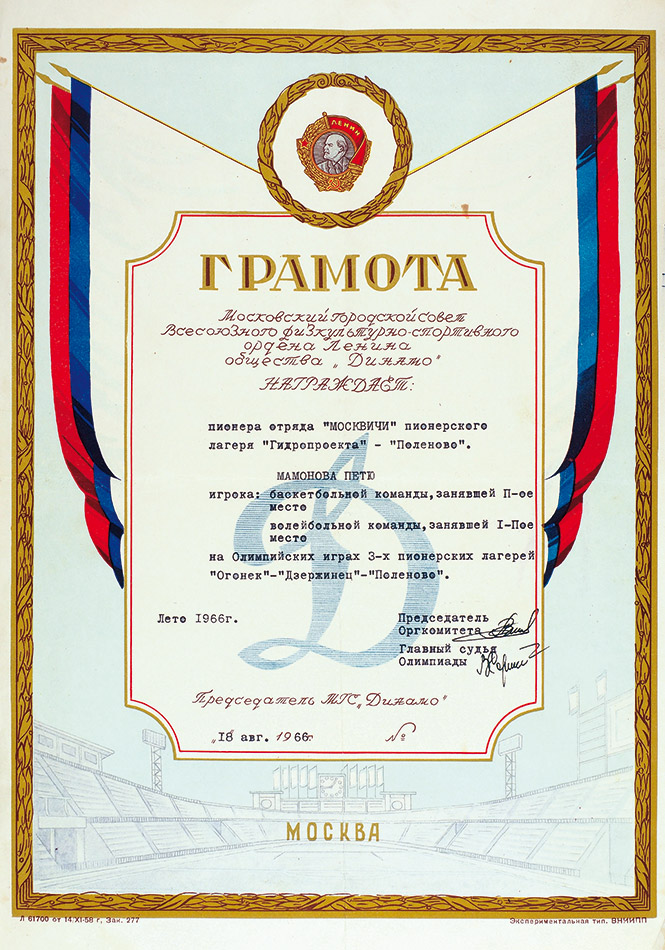 ЛЕНИН
ГРАМОТА
Московский городской совет
Всесоюзного физкультурно-спортивного
ордена Ленина
общества „Динамо"
НАГРАЖДАЕТ:
пионера отряда "МОСКВИЧИ" пионерского
лагеря "Гидропроекта" - "Поленово".
МАМОНОВА ПЕТЮ
игрока: баскетбольной команды,занявшей П-ое
место
волейбольной команды,занявшей I-Пое
место
на Олимпийских играх 3-х пионерских лагерей
"Огонек"-"Дзержинец"-"Поленово".
Лето 1966г.
Председатель
Оргкомитета
Главный судья
Олимпиады
Д
Председатель МГС „Динамо"
„18" авг. 1966г. №
МОСКВА
Л 61700 от 14/XI-58 г. Зак. 277
Экспериментальная тип. ВНИИПП